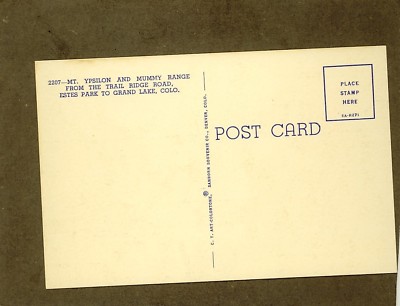 2207—MT. YPSILON AND MUMMY RANGE
FROM THE TRAIL RIDGE ROAD,
ESTES PARK TO GRAND LAKE, COLO.
C. T. ART-COLORTONE. ® SANBORN SOUVENIR CO., DENVER, COLO.
POST CARD
PLACE
STAMP
HERE